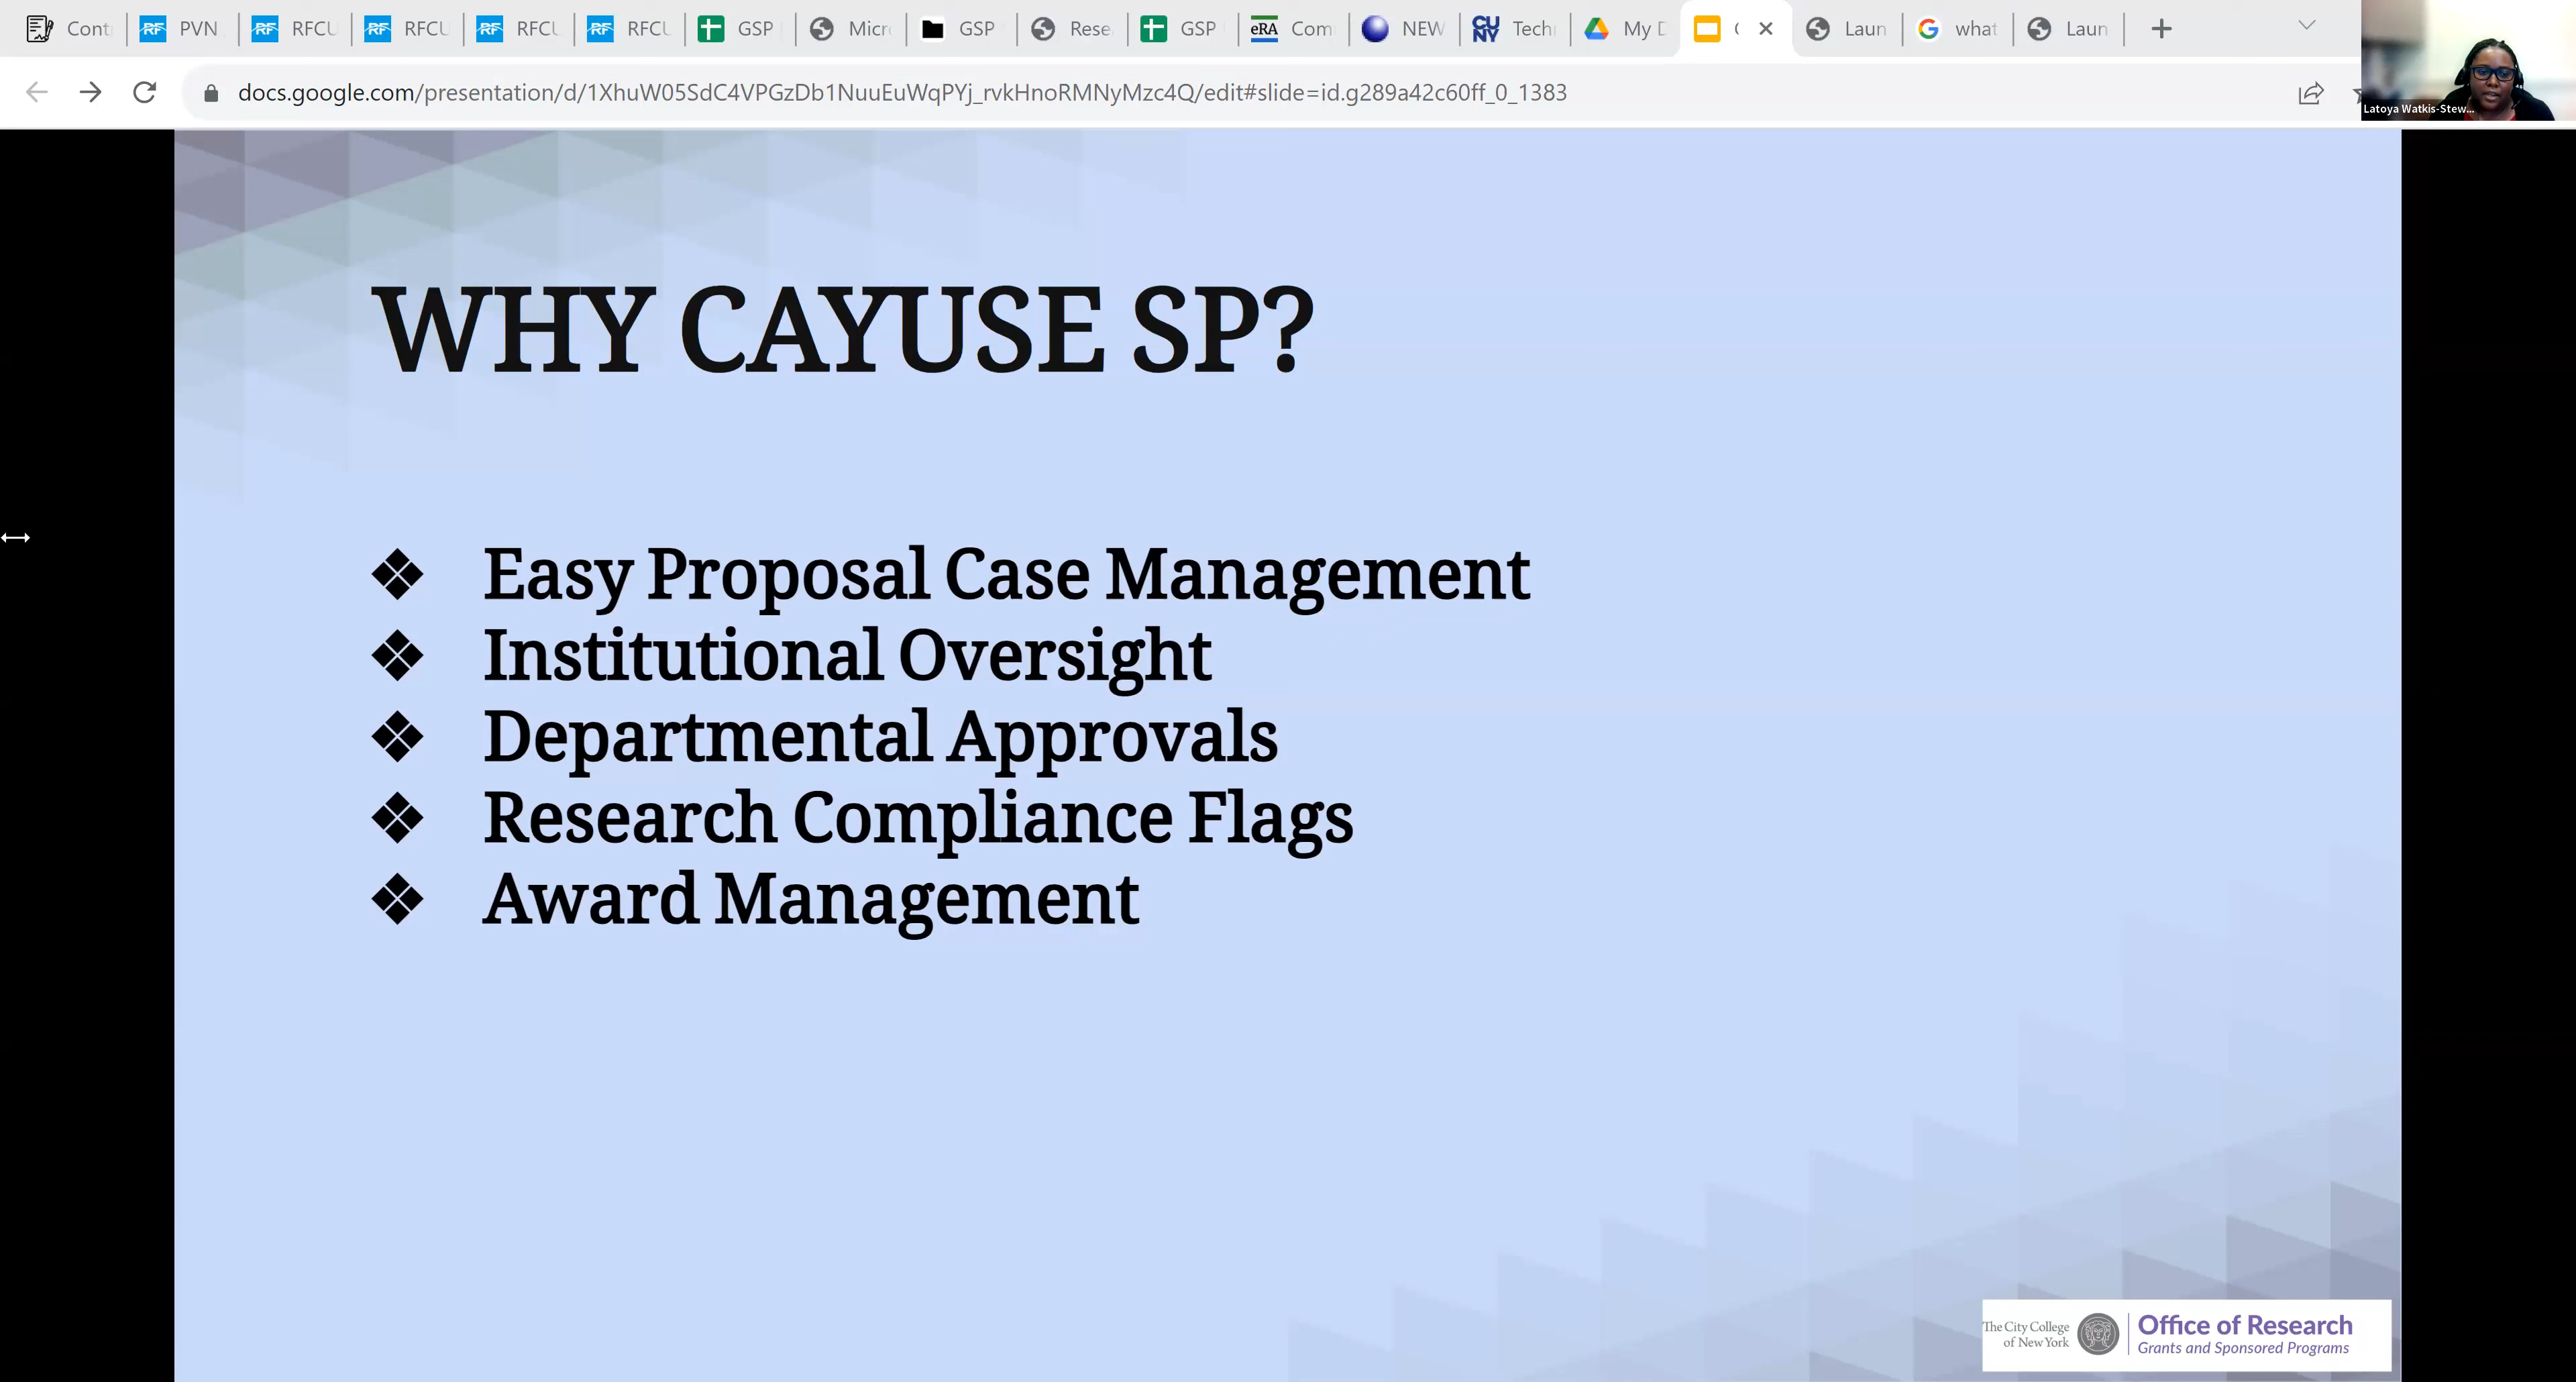 Cont
PVN
RFCU
RFCU
RFCU
RFCU
GSP
Micr
GSP
Rese
GSP
eRA Com
NEW
CU NY Tech
My D
Laun
what
Laun
docs.google.com/presentation/d/1XhuW05SdC4VPGzDb1NuuEuWqPYj_rvkHnoRMNyMzc4Q/edit#slide=id.g289a42c60ff_0_1383
Latoya Watkis-Stew...
WHY CAYUSE SP?
❖ Easy Proposal Case Management
❖ Institutional Oversight
❖ Departmental Approvals
❖ Research Compliance Flags
❖ Award Management
The City College
of New York
Office of Research
Grants and Sponsored Programs